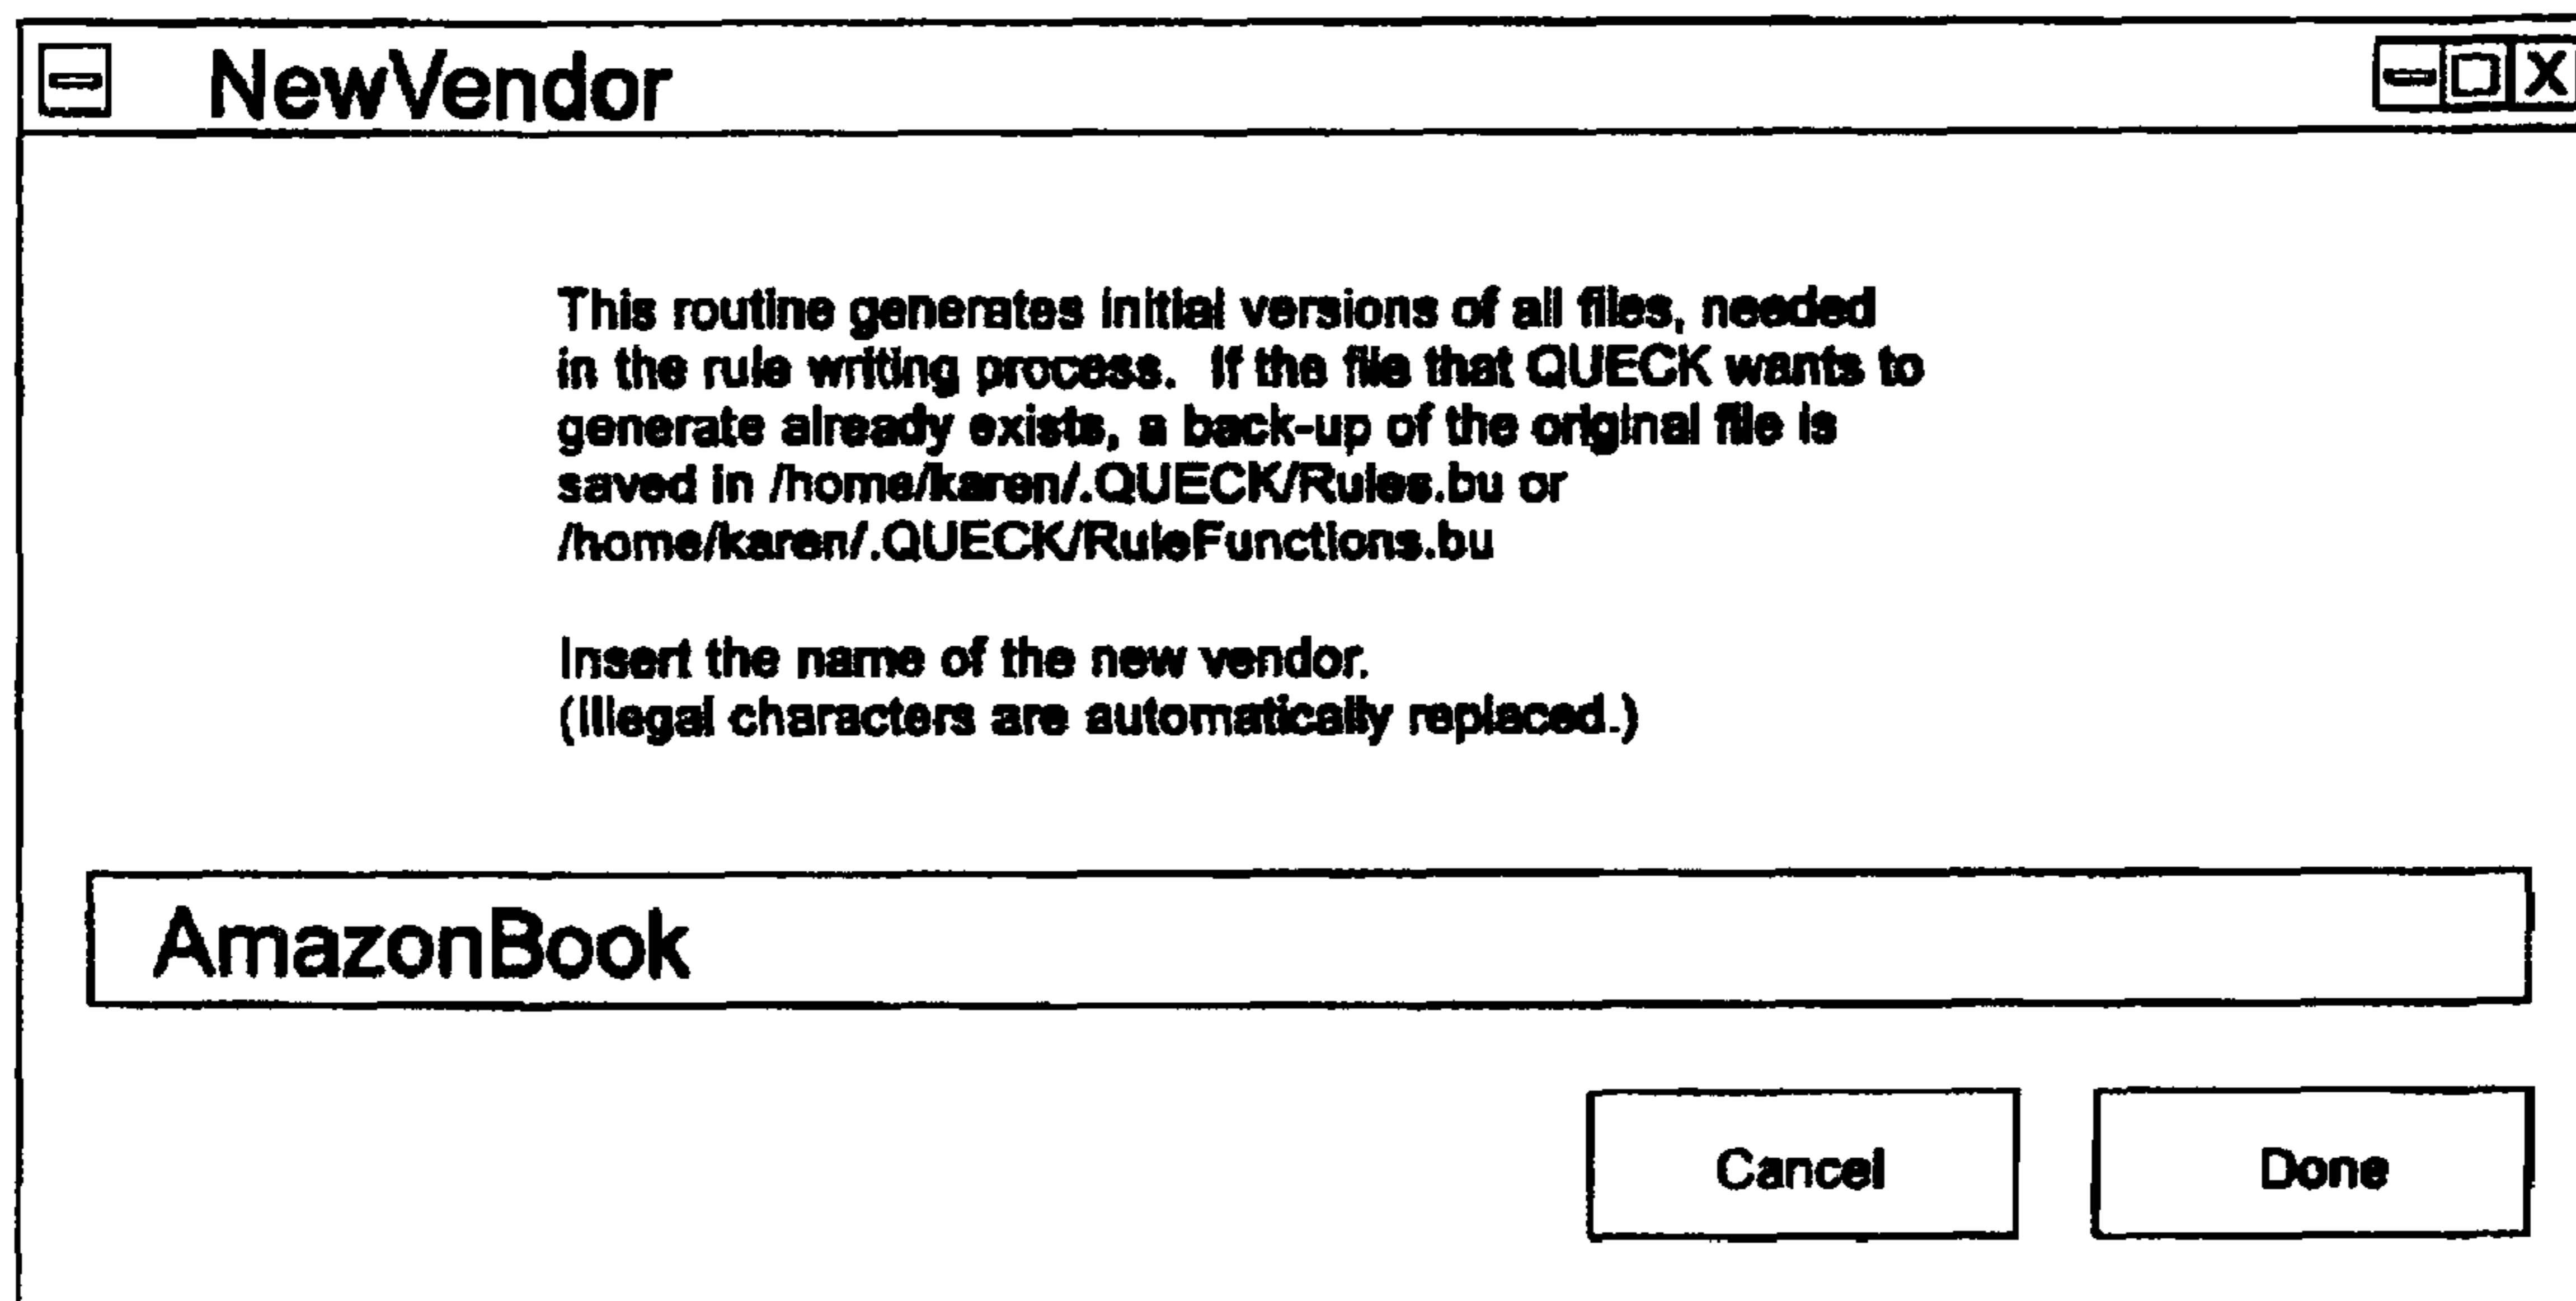 NewVendor
X
This routine generates initial versions of all files, needed
in the rule writing process. If the file that QUECK wants to
generate already exists, a back-up of the original file is
saved in /home/karen/.QUECK/Rules.bu or
/home/karen/.QUECK/RuleFunctions.bu
Insert the name of the new vendor.
(Illegal characters are automatically replaced.)
AmazonBook
Cancel Done